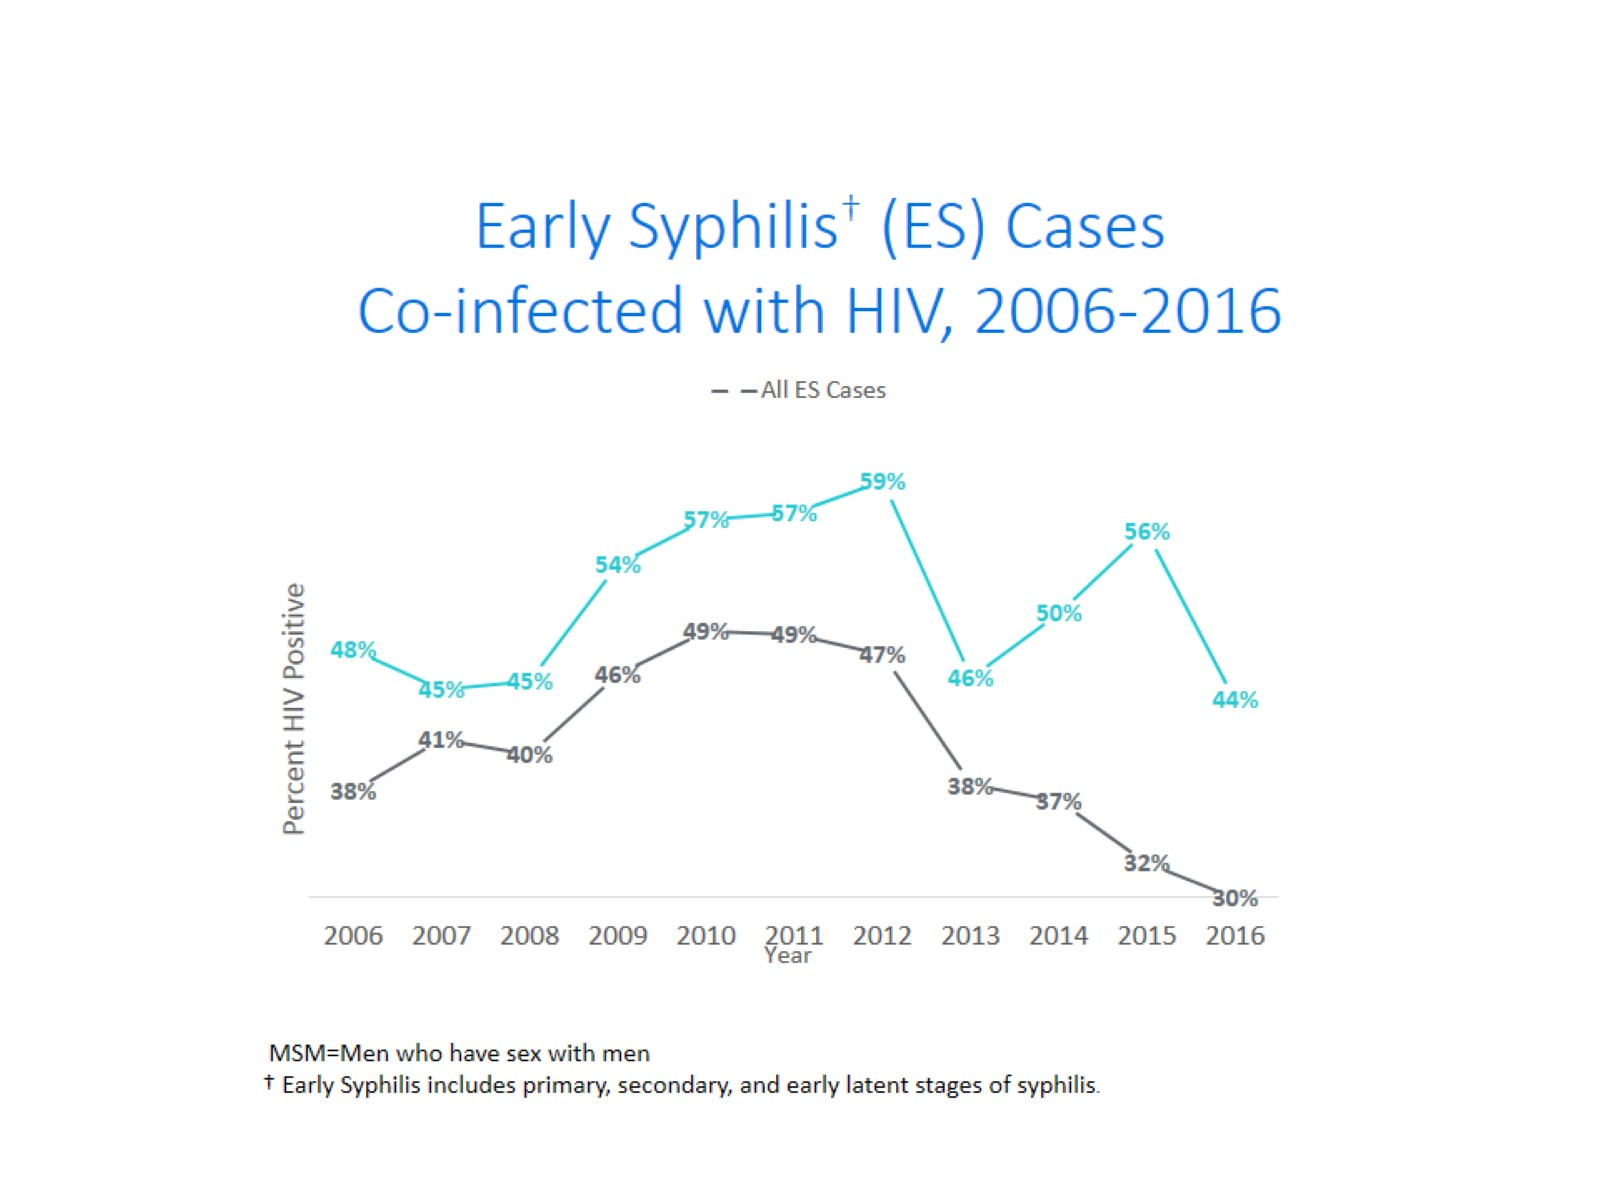 Early Syphilis† (ES) Cases
Co-infected with HIV, 2006-2016
All ES Cases
59%
57% 57%
56%
54%
50%
48%
45% 45%
46%
44%
49% 49%
47%
46%
41%
40%
38%
38%
37%
32%
30%
Percent HIV Positive
2006 2007 2008 2009 2010 2011 2012 2013 2014 2015 2016
Year
MSM=Men who have sex with men
† Early Syphilis includes primary, secondary, and early latent stages of syphilis.